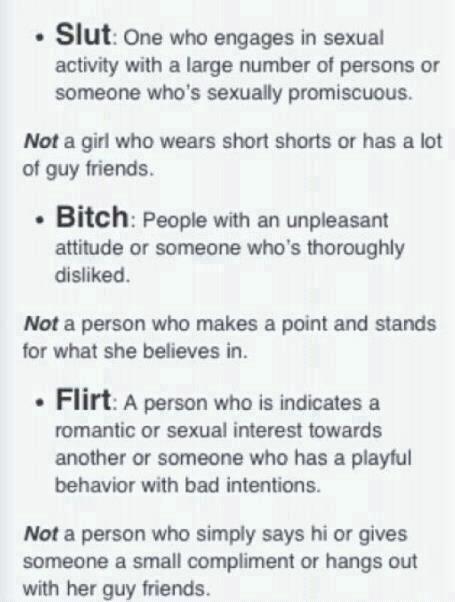 • Slut: One who engages in sexual
activity with a large number of persons or
someone who's sexually promiscuous.
Not a girl who wears short shorts or has a lot
of guy friends.
• Bitch: People with an unpleasant
attitude or someone who's thoroughly
disliked.
Not a person who makes a point and stands
for what she believes in.
• Flirt: A person who is indicates a
romantic or sexual interest towards
another or someone who has a playful
behavior with bad intentions.
Not a person who simply says hi or gives
someone a small compliment or hangs out
with her guy friends.